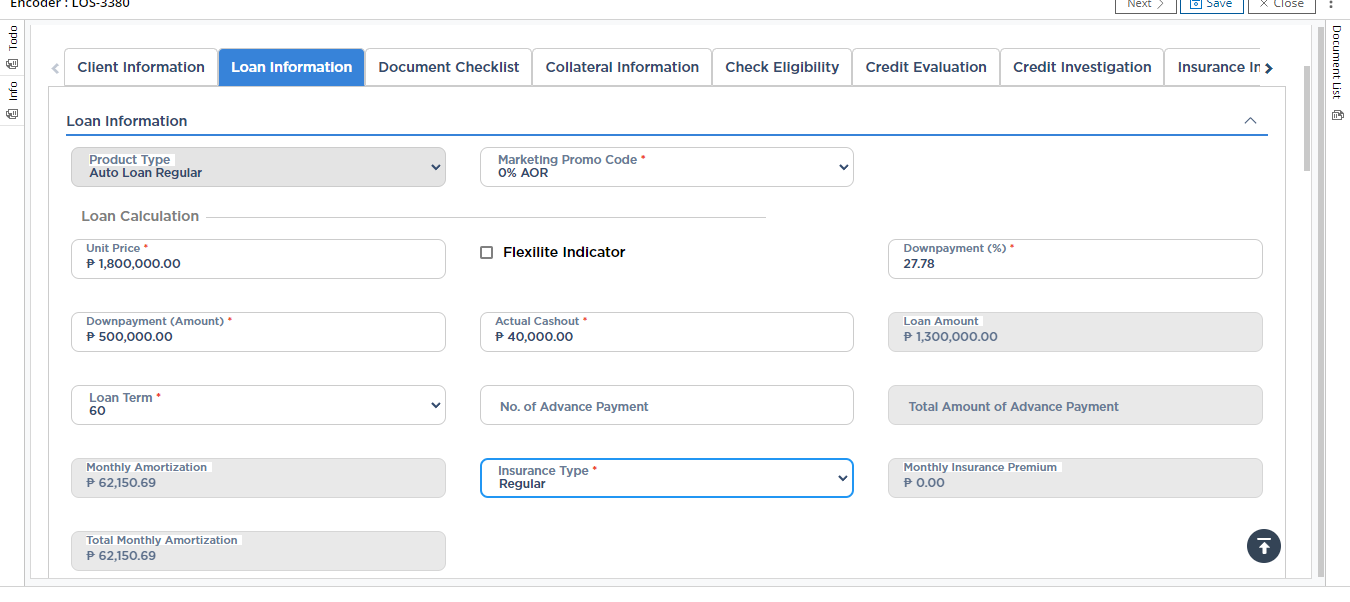 Encoder : LOS-3380
Next
Save
Close
Todo
Info
Document List
Client Information
Loan Information
Document Checklist
Collateral Information
Check Eligibility
Credit Evaluation
Credit Investigation
Insurance In
Loan Information
Product Type
Auto Loan Regular
Marketing Promo Code *
0% AOR
Loan Calculation
Unit Price *
₱ 1,800,000.00
Flexilite Indicator
Downpayment (%) *
27.78
Downpayment (Amount) *
₱ 500,000.00
Actual Cashout *
₱ 40,000.00
Loan Amount
₱ 1,300,000.00
Loan Term *
60
No. of Advance Payment
Total Amount of Advance Payment
Monthly Amortization
₱ 62,150.69
Insurance Type *
Regular
Monthly Insurance Premium
₱ 0.00
Total Monthly Amortization
₱ 62,150.69